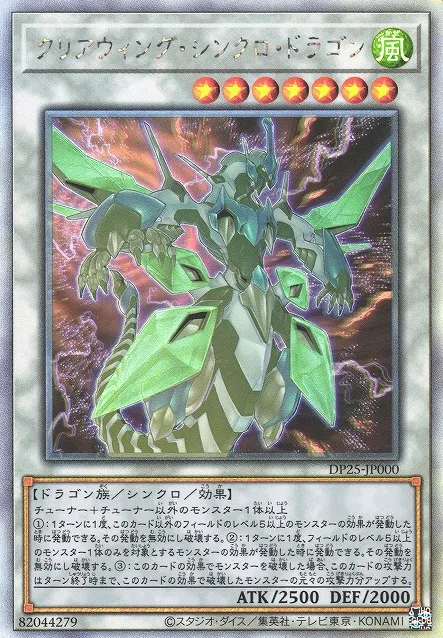 クリアウィング・シンクロ・ドラゴン
風
DP25-JP000
【ドラゴン族／シンクロ／効果】
チューナー＋チューナー以外のモンスター1体以上
①：1ターンに1度、このカード以外のフィールドのレベル5以上のモンスターの効果が発動した
時に発動できる。その発動を無効にし破壊する。②：1ターンに1度、フィールドのレベル5以上
のモンスター1体のみを対象とするモンスターの効果が発動した時に発動できる。その発動を無
効にし破壊する。③：このカードの効果でモンスターを破壊した場合、このカードの攻撃力
はターン終了時まで、このカードの効果で破壊したモンスターの元々の攻撃力分アップする。
ATK/2500 DEF/2000
82044279
©スタジオ・ダイス／集英社・テレビ東京・KONAMI